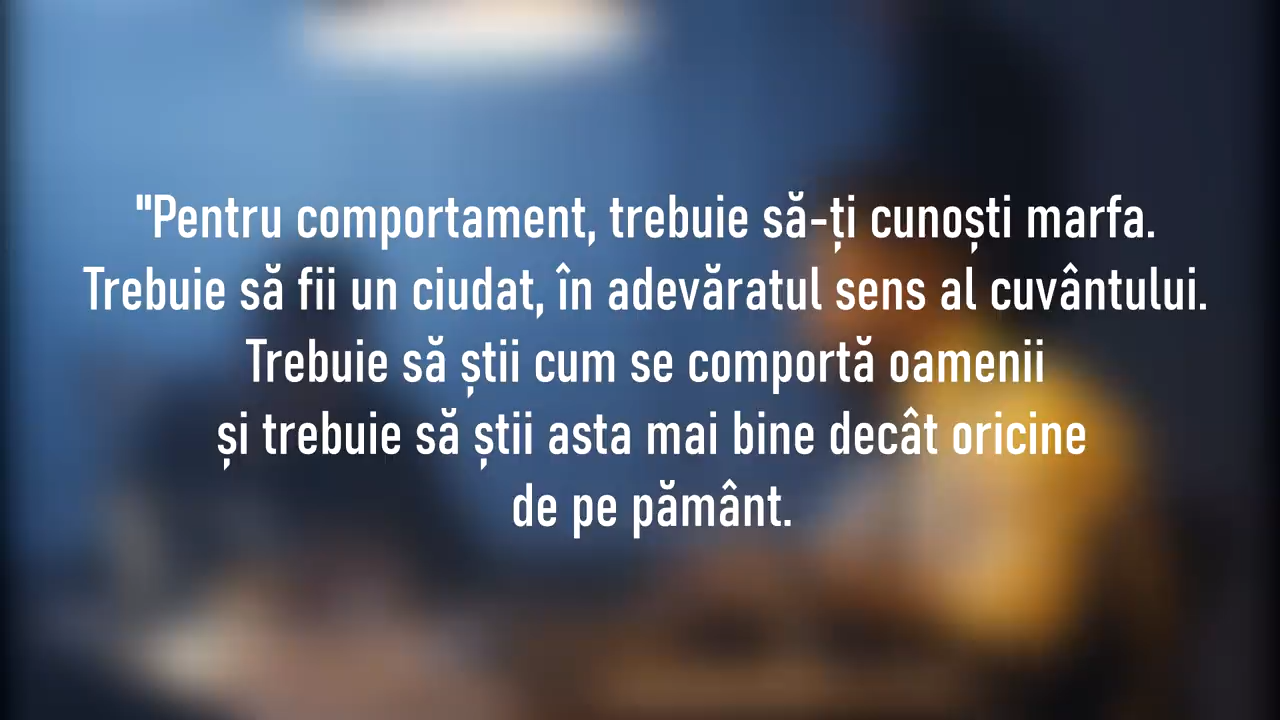 "Pentru comportament, trebuie să-ți cunoști marfa.
Trebuie să fii un ciudat, în adevăratul sens al cuvântului.
Trebuie să știi cum se comportă oamenii
și trebuie să știi asta mai bine decât oricine
de pe pământ.